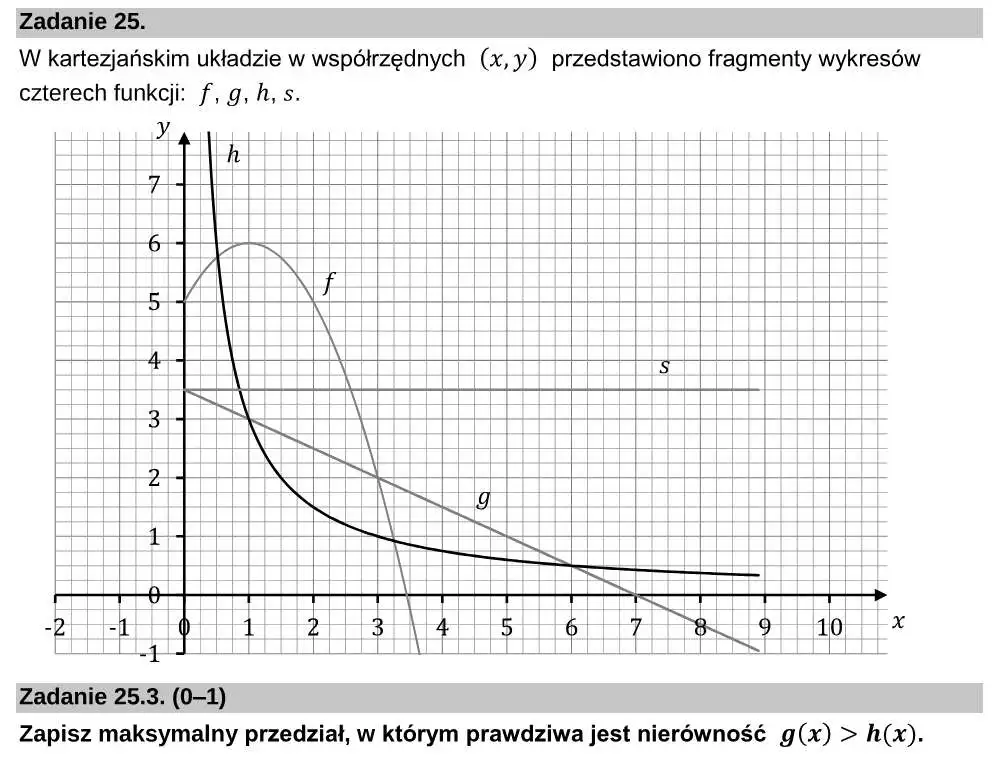 Zadanie 25.
W kartezjańskim układzie w współrzędnych (x, y) przedstawiono fragmenty wykresów
czterech funkcji: f, g, h, s.
y
h
7
6
f
5
4
s
3
2
g
1
0
-2 -1 0 1 2 3 4 5 6 7 8 9 10 x
-1
Zadanie 25.3. (0–1)
Zapisz maksymalny przedział, w którym prawdziwa jest nierówność g(x) > h(x).